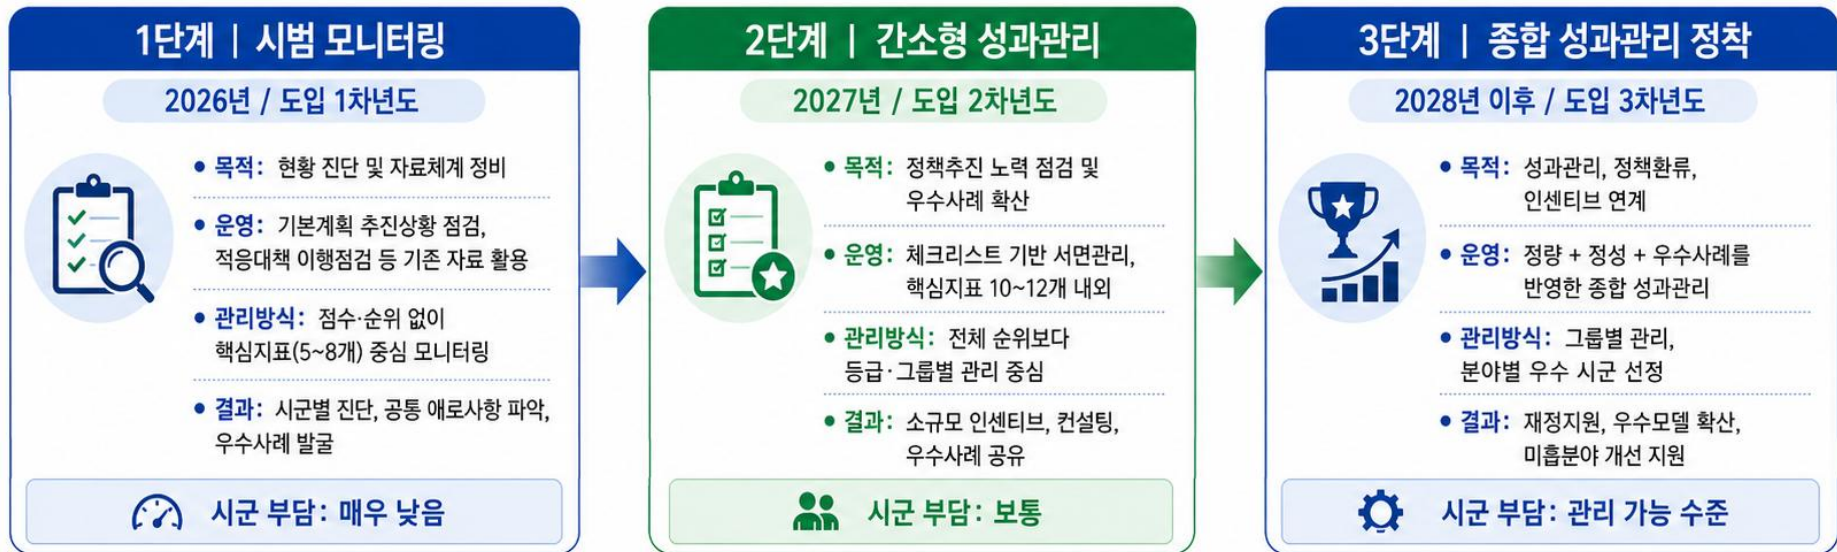 1단계 | 시범 모니터링
2026년 / 도입 1차년도
• 목적: 현황 진단 및 자료체계 정비
• 운영: 기본계획 추진상황 점검,
적응대책 이행점검 등 기존 자료 활용
• 관리방식: 점수·순위 없이
핵심지표(5~8개) 중심 모니터링
• 결과: 시군별 진단, 공통 애로사항 파악,
우수사례 발굴
시군 부담: 매우 낮음
2단계 | 간소형 성과관리
2027년 / 도입 2차년도
• 목적: 정책추진 노력 점검 및
우수사례 확산
• 운영: 체크리스트 기반 서면관리,
핵심지표 10~12개 내외
• 관리방식: 전체 순위보다
등급·그룹별 관리 중심
• 결과: 소규모 인센티브, 컨설팅,
우수사례 공유
시군 부담: 보통
3단계 | 종합 성과관리 정착
2028년 이후 / 도입 3차년도
• 목적: 성과관리, 정책환류,
인센티브 연계
• 운영: 정량 + 정성 + 우수사례를
반영한 종합 성과관리
• 관리방식: 그룹별 관리,
분야별 우수 시군 선정
• 결과: 재정지원, 우수모델 확산,
미흡분야 개선 지원
시군 부담: 관리 가능 수준